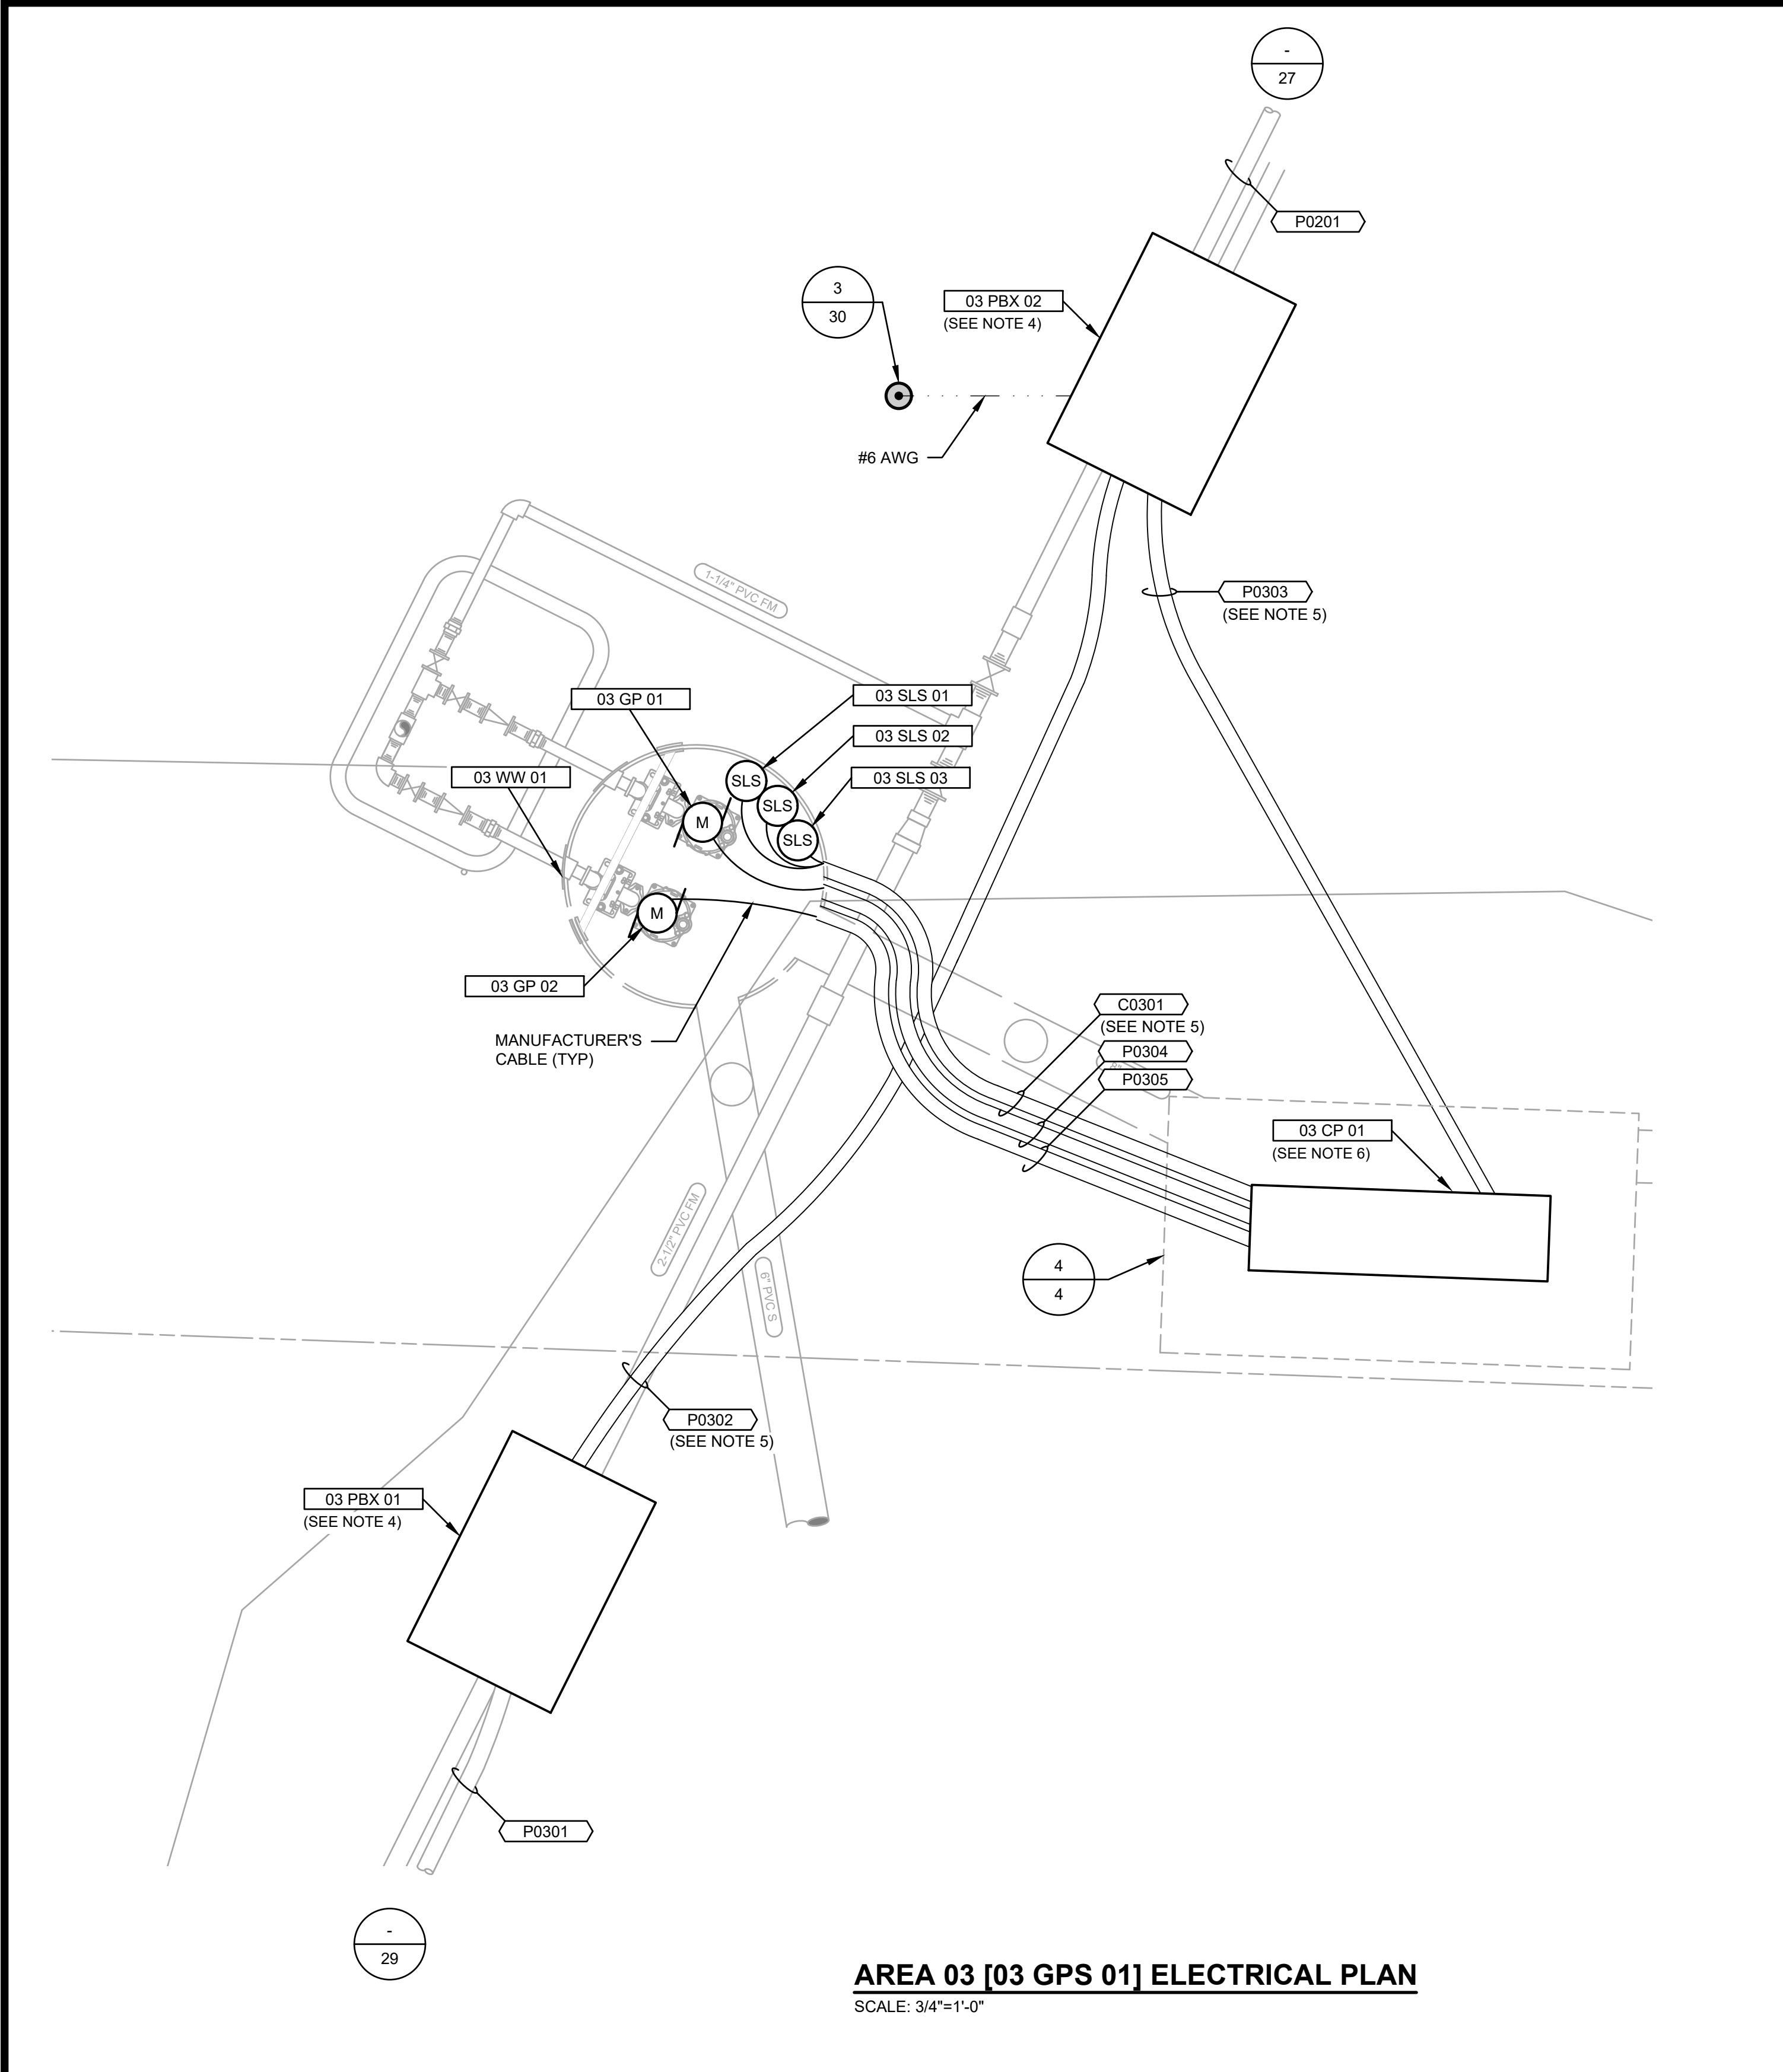 -
27
P0201
3
30
03 PBX 02
(SEE NOTE 4)
#6 AWG
1-1/4" PVC FM
P0303
(SEE NOTE 5)
03 GP 01
03 SLS 01
03 SLS 02
03 WW 01
03 SLS 03
SLS
SLS
SLS
M
M
03 GP 02
MANUFACTURER'S
CABLE (TYP)
C0301
(SEE NOTE 5)
P0304
P0305
03 CP 01
(SEE NOTE 6)
2-1/2" PVC FM
6" PVC S
4
4
P0302
(SEE NOTE 5)
03 PBX 01
(SEE NOTE 4)
P0301
-
29
AREA 03 [03 GPS 01] ELECTRICAL PLAN
SCALE: 3/4"=1'-0"